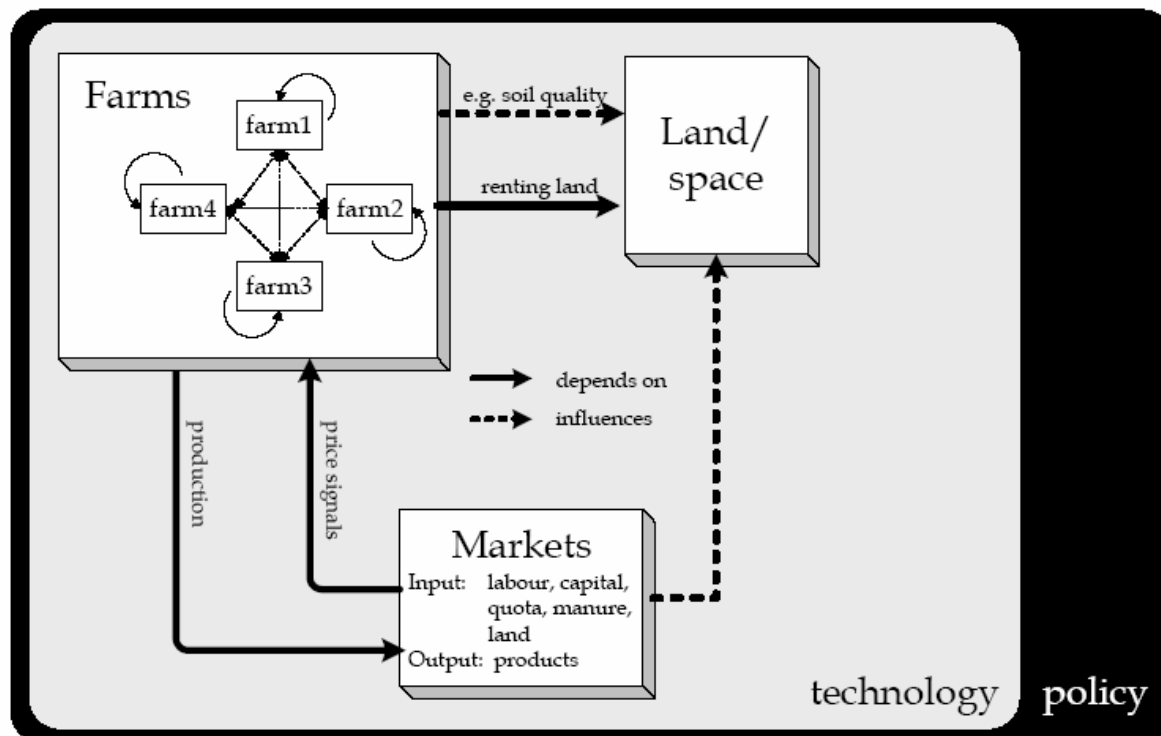 Farms
farm1
farm4
farm2
farm3
e.g. soil quality
renting land
Land/
space
depends on
influences
production
price signals
Markets
Input: labour, capital,
quota, manure,
land
Output: products
technology
policy